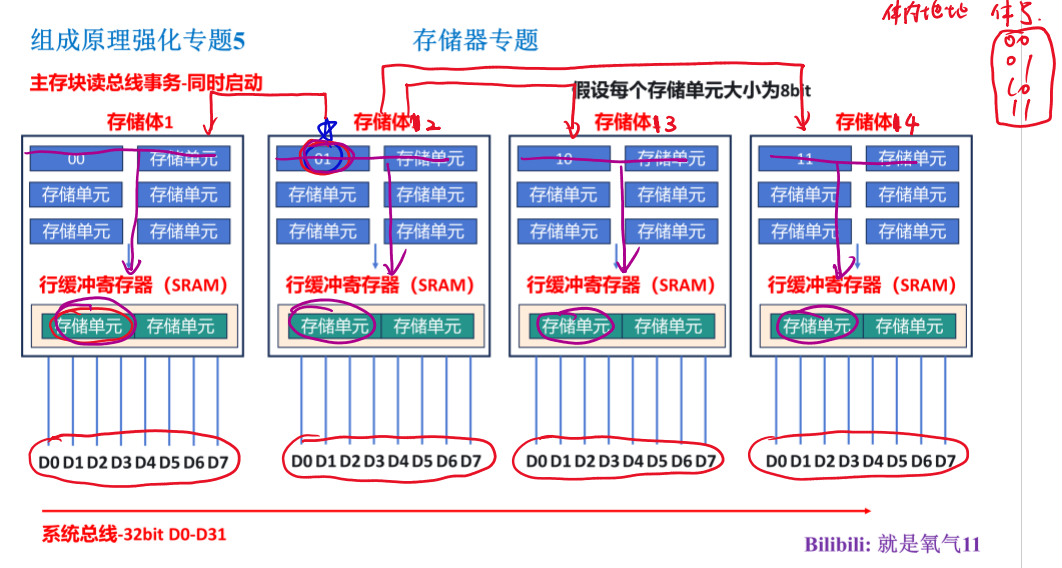 体内地址 体号.
组成原理强化专题5 存储器专题
00
01
10
11
主存块读总线事务-同时启动
假设每个存储单元大小为8bit
存储体1 存储体2 存储体3 存储体4
00 存储单元 01 存储单元 10 存储单元 11 存储单元
存储单元 存储单元 存储单元 存储单元 存储单元 存储单元 存储单元 存储单元
存储单元 存储单元 存储单元 存储单元 存储单元 存储单元 存储单元 存储单元
行缓冲寄存器（SRAM） 行缓冲寄存器（SRAM） 行缓冲寄存器（SRAM） 行缓冲寄存器（SRAM）
存储单元 存储单元 存储单元 存储单元 存储单元 存储单元 存储单元 存储单元
D0 D1 D2 D3 D4 D5 D6 D7 D0 D1 D2 D3 D4 D5 D6 D7 D0 D1 D2 D3 D4 D5 D6 D7 D0 D1 D2 D3 D4 D5 D6 D7
系统总线-32bit D0-D31
Bilibili: 就是氧气11